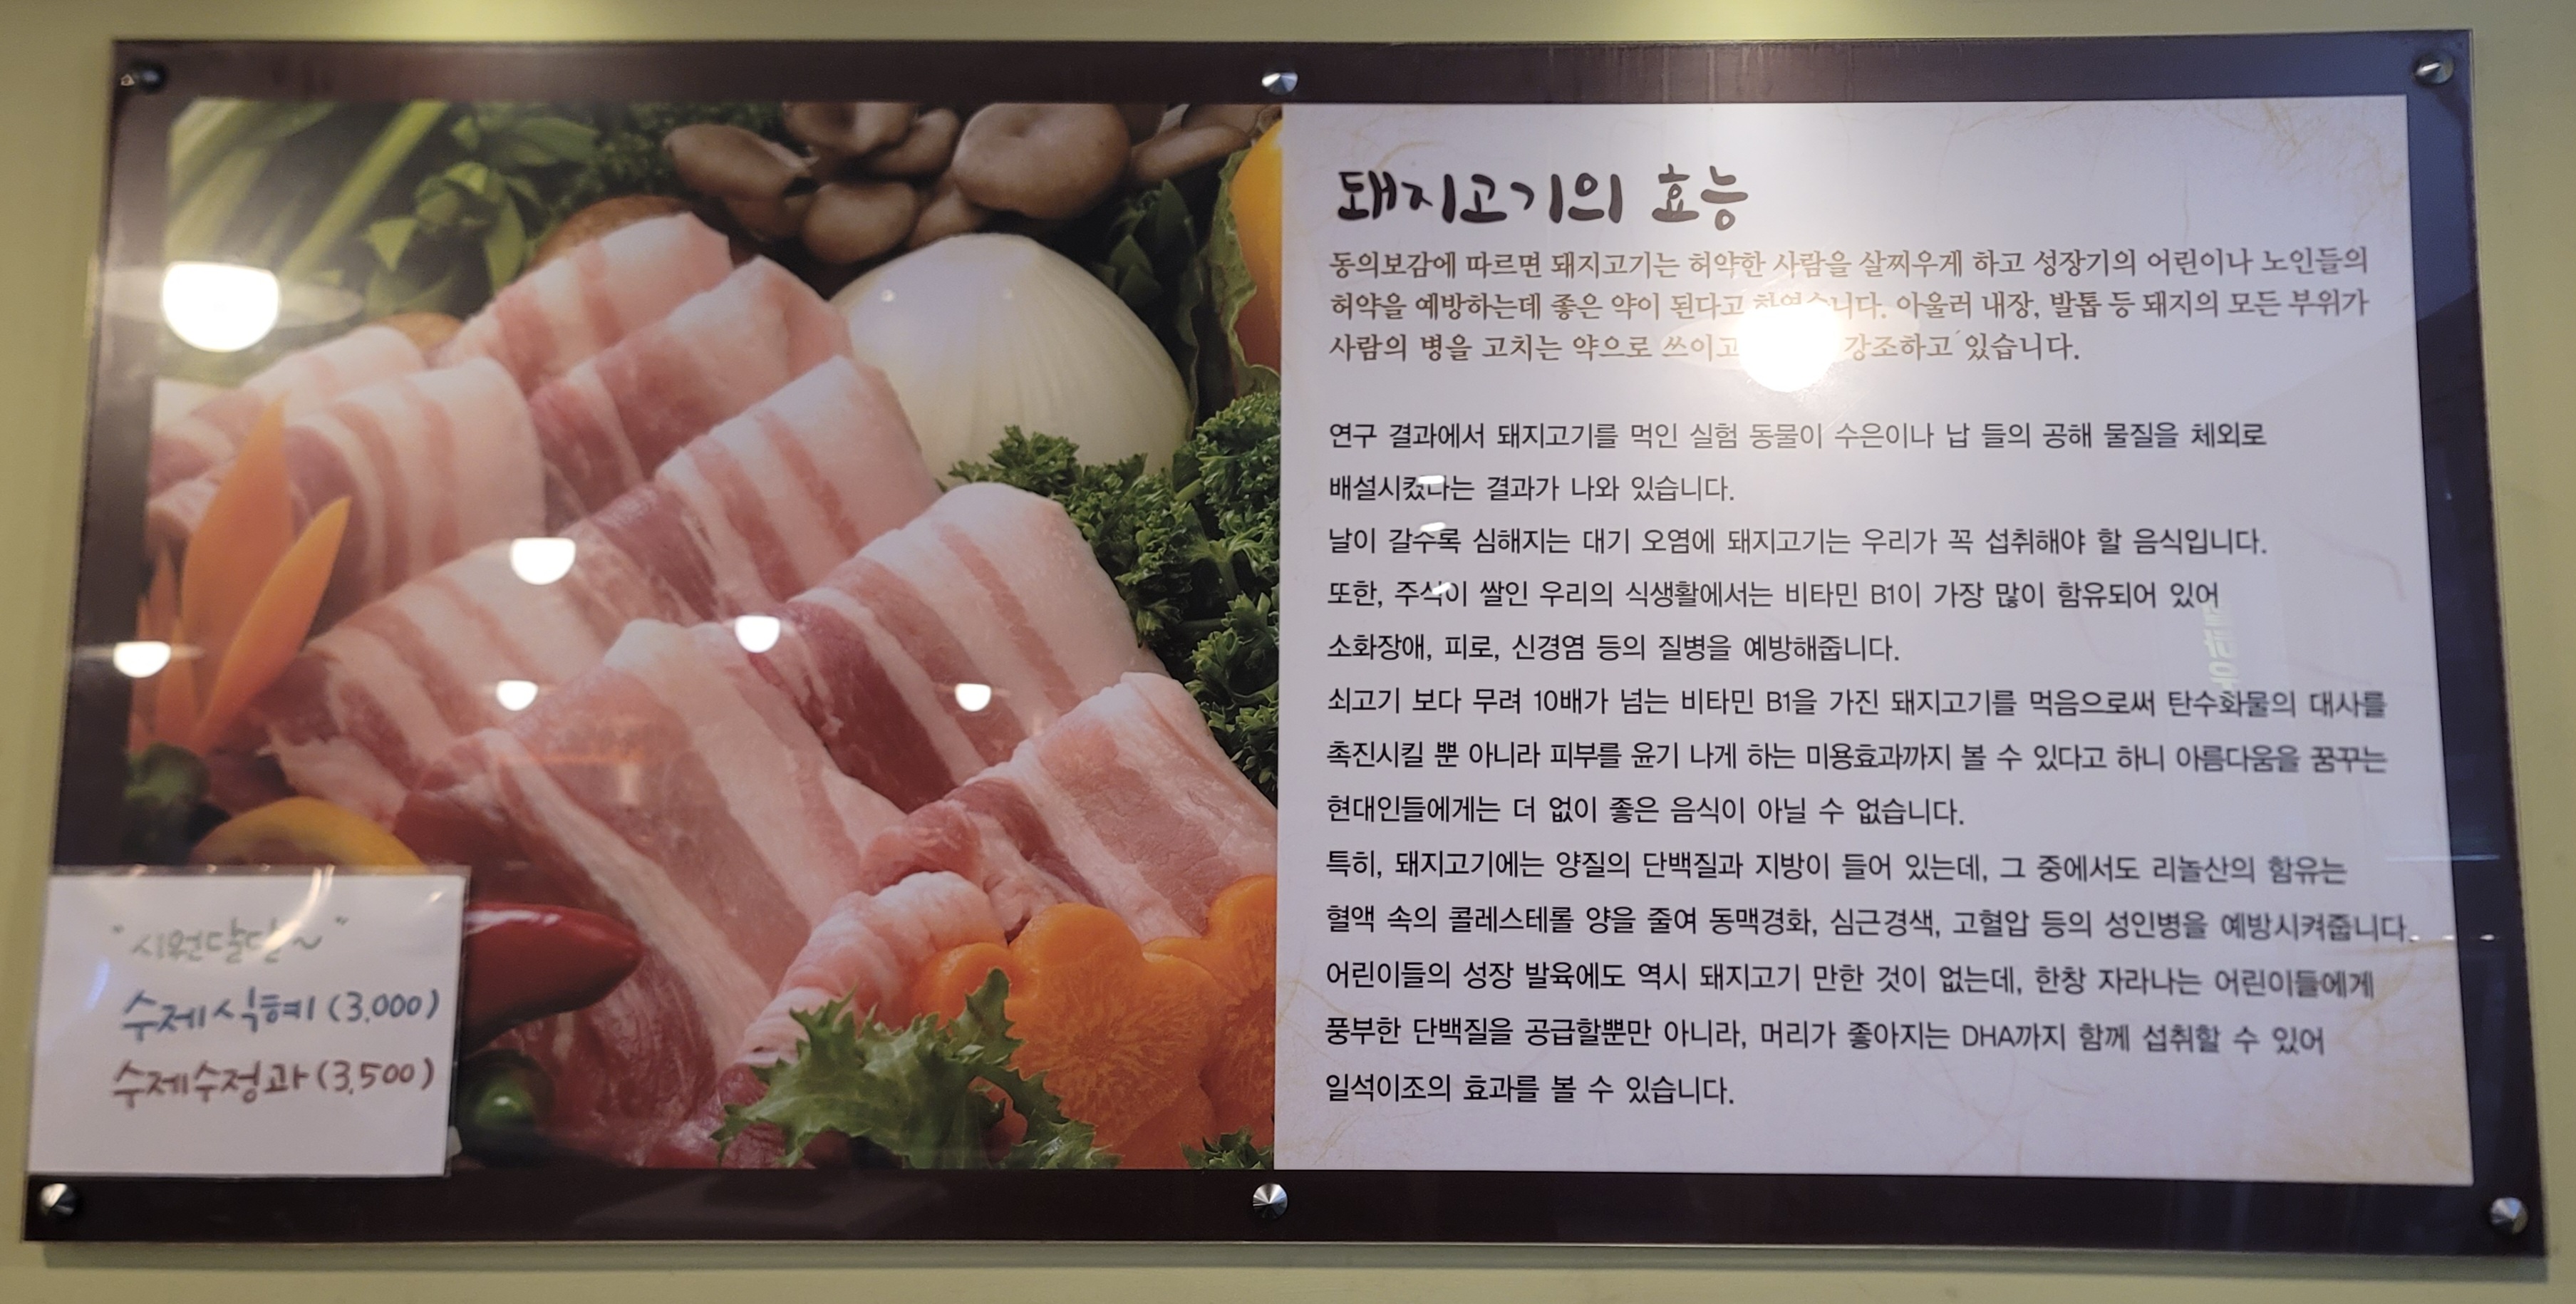 돼지고기의 효능
동의보감에 따르면 돼지고기는 허약한 사람을 살찌우게 하고 성장기의 어린이나 노인들의
허약을 예방하는데 좋은 약이 된다고 하였습니다. 아울러 내장, 발톱 등 돼지의 모든 부위가
사람의 병을 고치는 약으로 쓰이고 강조하고 있습니다.
연구 결과에서 돼지고기를 먹인 실험 동물이 수은이나 납 들의 공해 물질을 체외로
배설시켰다는 결과가 나와 있습니다.
날이 갈수록 심해지는 대기 오염에 돼지고기는 우리가 꼭 섭취해야 할 음식입니다.
또한, 주식이 쌀인 우리의 식생활에서는 비타민 B1이 가장 많이 함유되어 있어
소화장애, 피로, 신경염 등의 질병을 예방해줍니다.
쇠고기 보다 무려 10배가 넘는 비타민 B1을 가진 돼지고기를 먹음으로써 탄수화물의 대사를
촉진시킬 뿐 아니라 피부를 윤기 나게 하는 미용효과까지 볼 수 있다고 하니 아름다움을 꿈꾸는
현대인들에게는 더 없이 좋은 음식이 아닐 수 없습니다.
특히, 돼지고기에는 양질의 단백질과 지방이 들어 있는데, 그 중에서도 리놀산의 함유는
혈액 속의 콜레스테롤 양을 줄여 동맥경화, 심근경색, 고혈압 등의 성인병을 예방시켜줍니다.
어린이들의 성장 발육에도 역시 돼지고기 만한 것이 없는데, 한창 자라나는 어린이들에게
풍부한 단백질을 공급할뿐만 아니라, 머리가 좋아지는 DHA까지 함께 섭취할 수 있어
일석이조의 효과를 볼 수 있습니다.
"시원달달~"
수제식혜 (3,000)
수제수정과 (3,500)